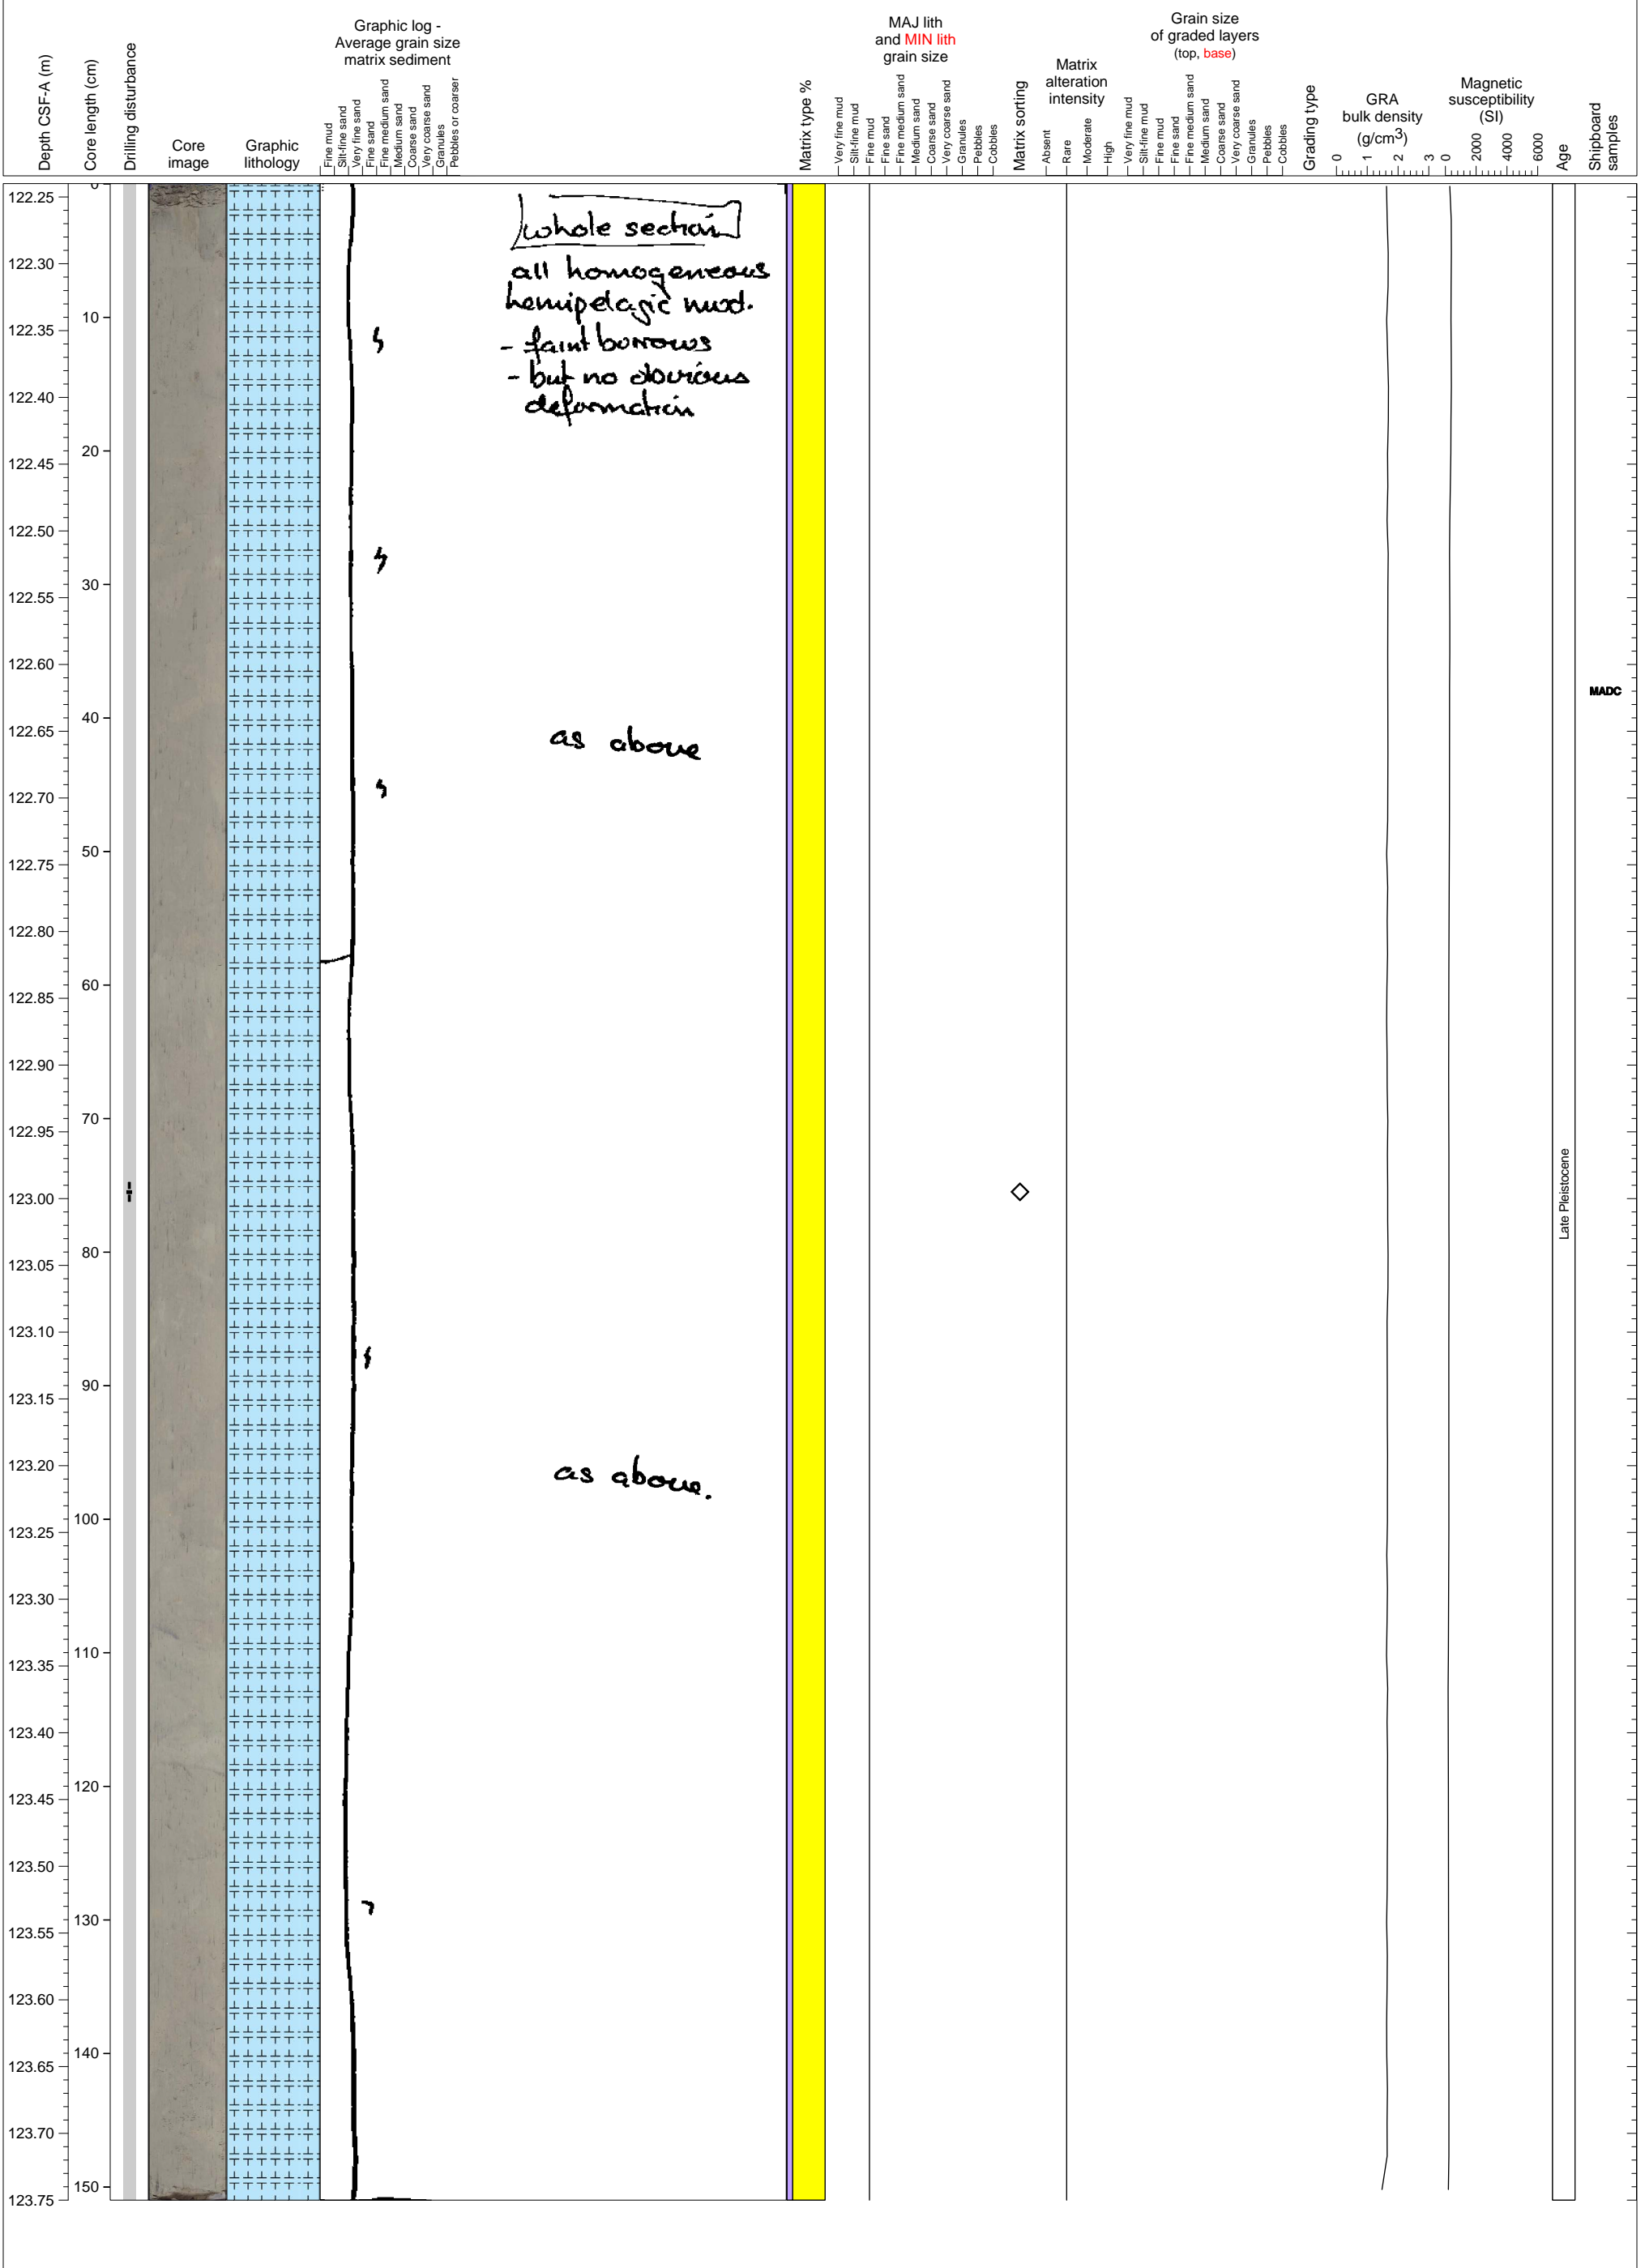 Depth CSF-A (m)
Core length (cm)
Drilling disturbance
Core
image
Graphic
lithology
Graphic log -
Average grain size
matrix sediment
Fine mud
Silt-fine sand
Very fine sand
Fine sand
Fine medium sand
Medium sand
Coarse sand
Very coarse sand
Granules
Pebbles or coarser
Matrix type %
MAJ lith
and MIN lith
grain size
Very fine mud
Silt-fine mud
Fine mud
Fine sand
Fine medium sand
Medium sand
Coarse sand
Very coarse sand
Granules
Pebbles
Cobbles
Matrix sorting
Matrix
alteration
intensity
Absent
Rare
Moderate
High
Grain size
of graded layers
(top, base)
Very fine mud
Silt-fine mud
Fine mud
Fine sand
Fine medium sand
Medium sand
Coarse sand
Very coarse sand
Granules
Pebbles
Cobbles
Grading type
GRA
bulk density
(g/cm3)
0 1 2 3
Magnetic
susceptibility
(SI)
0 2000 4000 6000
Age
Shipboard
samples
122.25
122.30
122.35
122.40
122.45
122.50
122.55
122.60
122.65
122.70
122.75
122.80
122.85
122.90
122.95
123.00
123.05
123.10
123.15
123.20
123.25
123.30
123.35
123.40
123.45
123.50
123.55
123.60
123.65
123.70
123.75
0
10
20
30
40
50
60
70
80
90
100
110
120
130
140
150
whole section
all homogeneous
hemipelagic mud.
- faint burrows
- but no obvious
deformation
as above
as above.
MADC
Late Pleistocene